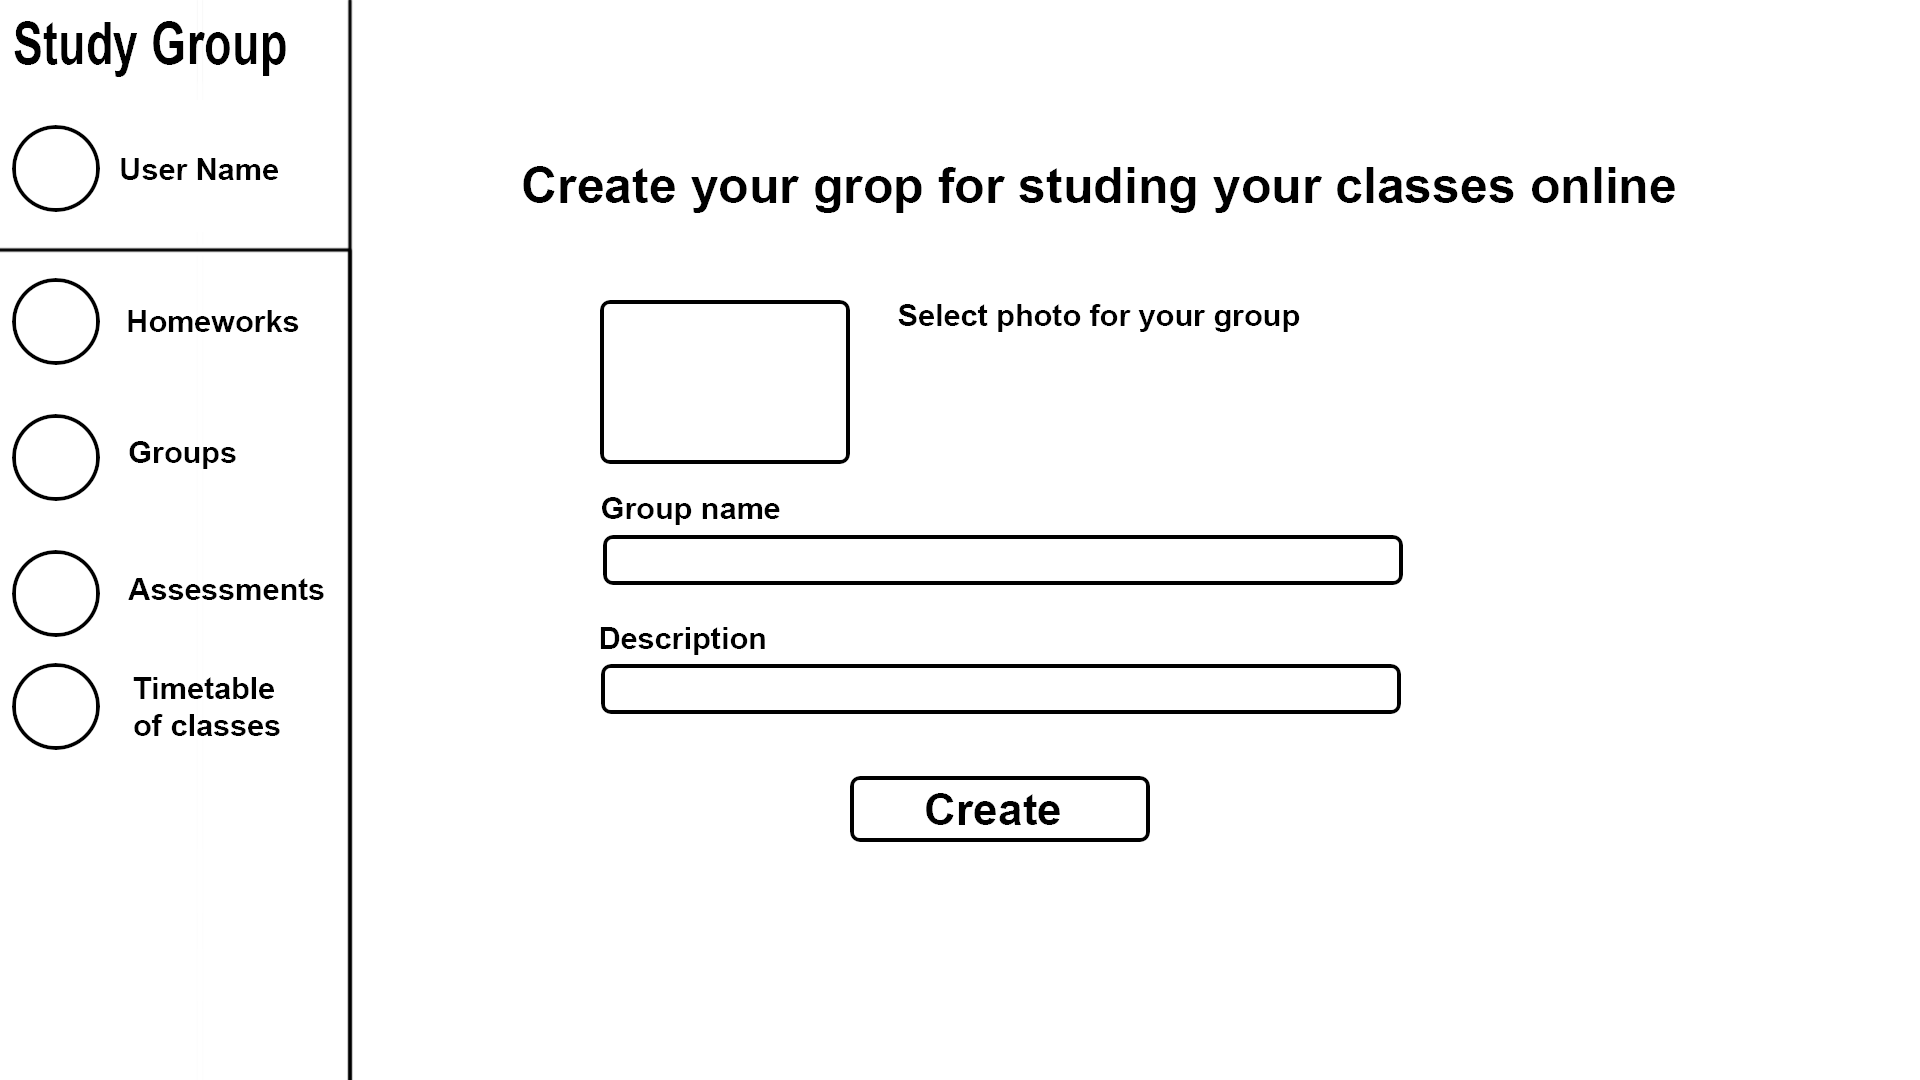 Study Group
User Name
Homeworks
Groups
Assessments
Timetable
of classes
Create your grop for studing your classes online
Select photo for your group
Group name
Description
Create